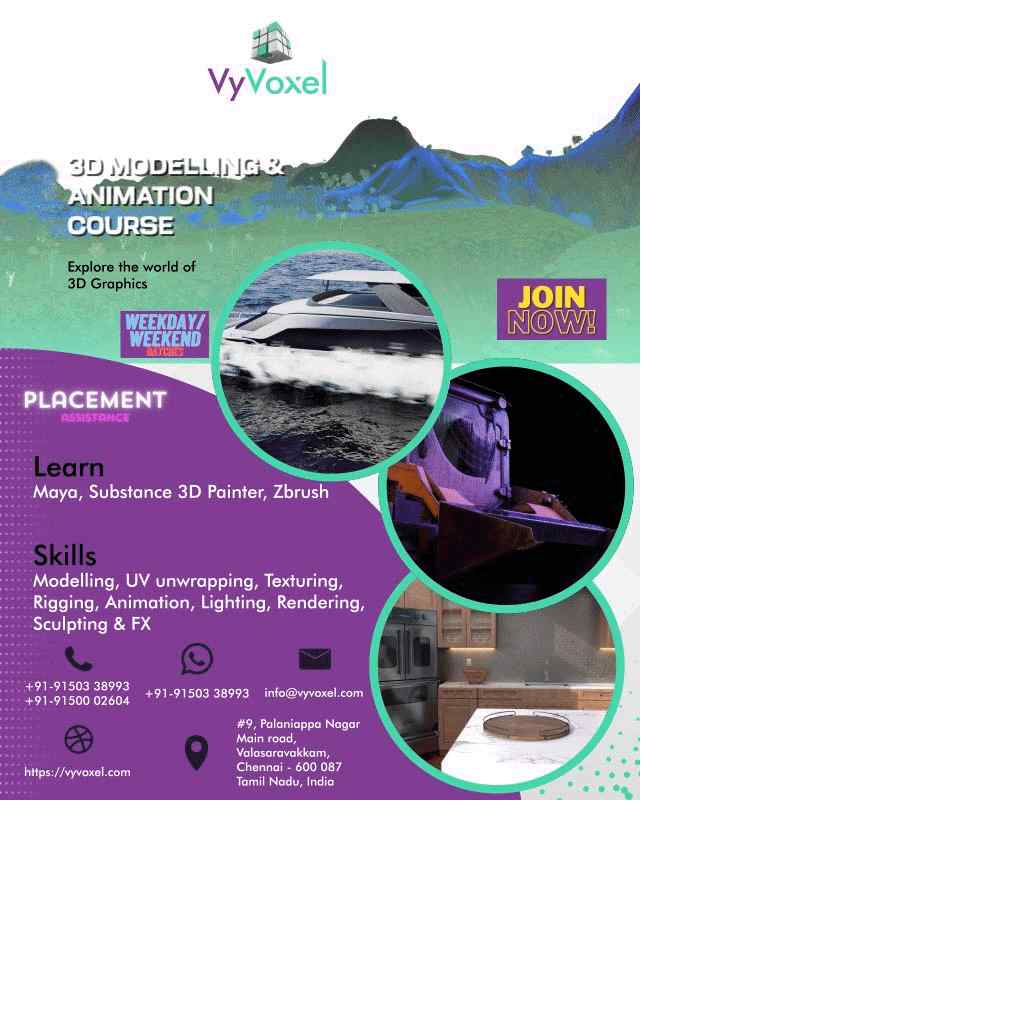 VyVoxel
3D MODELLING &
ANIMATION
COURSE
Explore the world of
3D Graphics
JOIN
NOW!
WEEKDAY/
WEEKEND
BATCHES
PLACEMENT
ASSISTANCE
Learn
Maya, Substance 3D Painter, Zbrush
Skills
Modelling, UV unwrapping, Texturing,
Rigging, Animation, Lighting, Rendering,
Sculpting & FX
+91-91503 38993
+91-91500 02604
+91-91503 38993
info@vyvoxel.com
https://vyvoxel.com
#9, Palaniappa Nagar
Main road,
Valasaravakkam,
Chennai - 600 087
Tamil Nadu, India